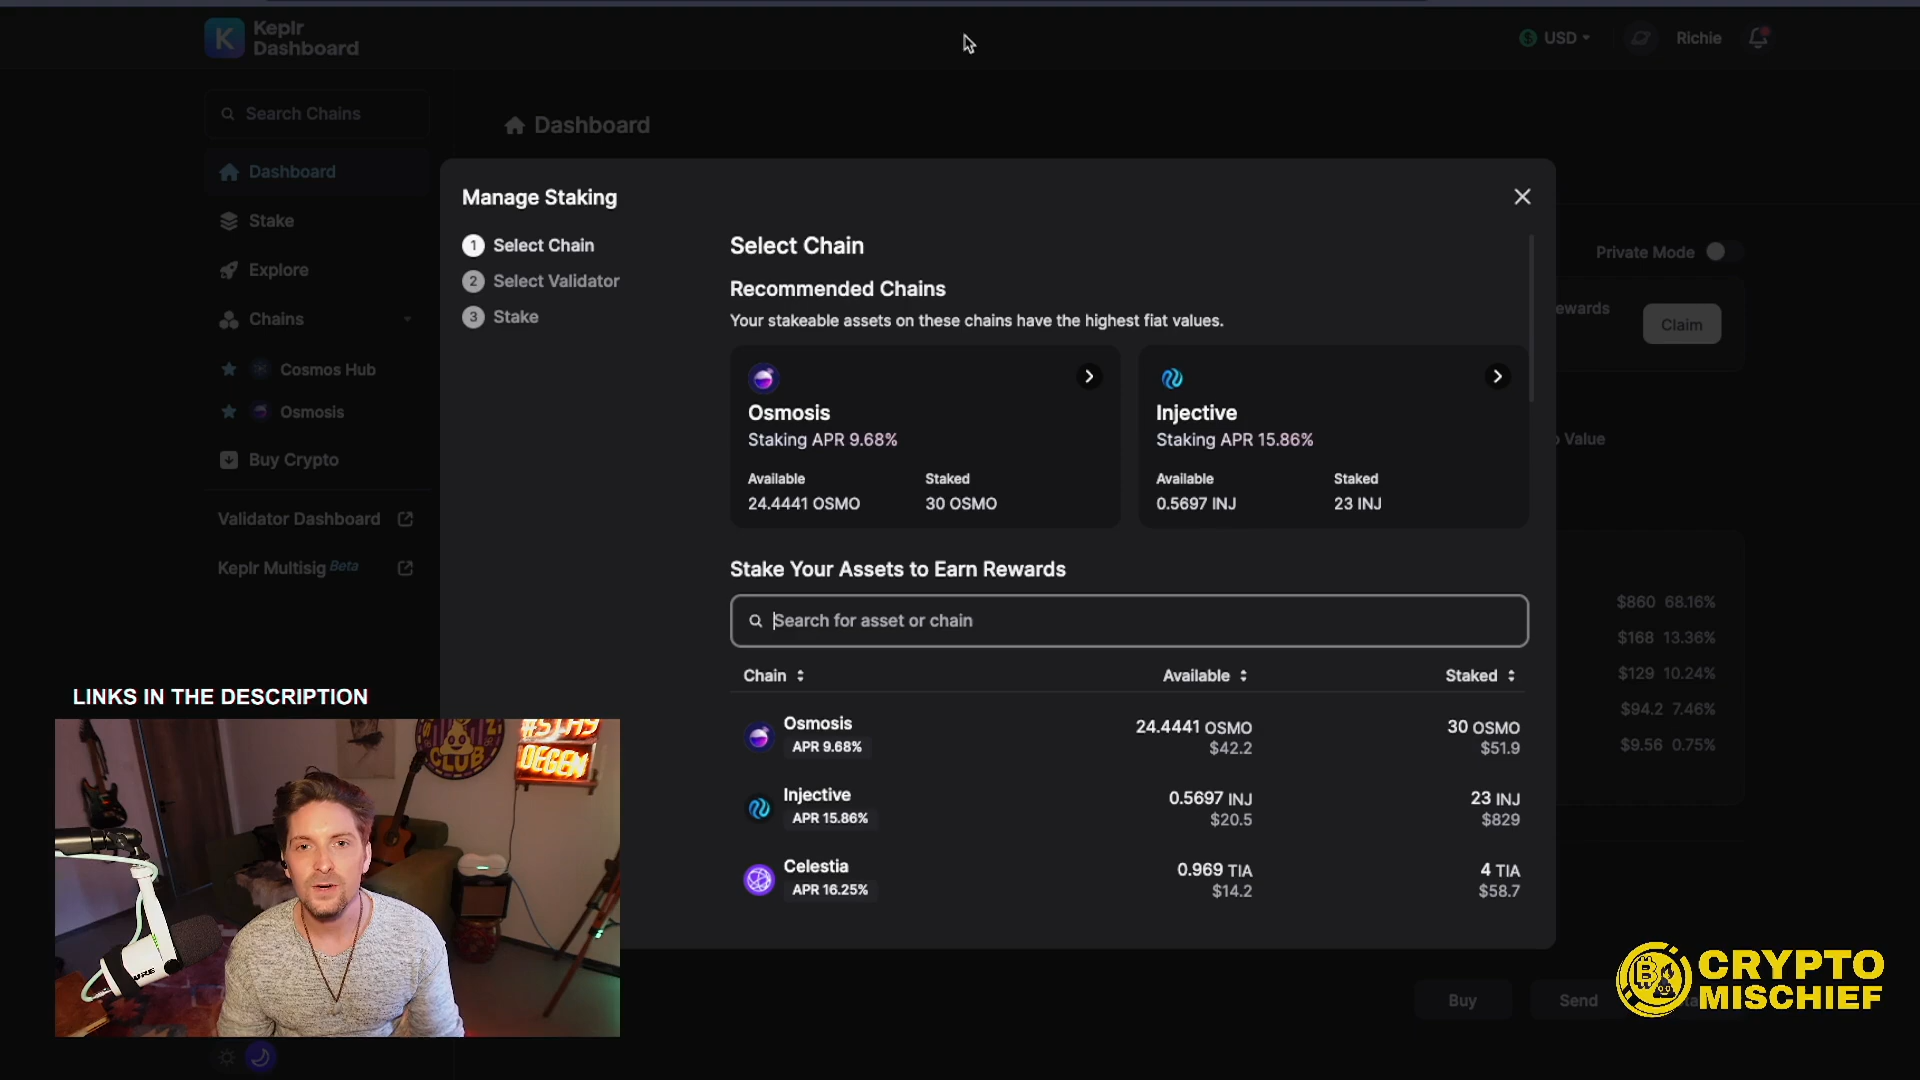 Keplr
Dashboard
USD
Richie
Search Chains
Dashboard
Dashboard
Stake
Explore
Chains
Cosmos Hub
Osmosis
Buy Crypto
Validator Dashboard
Keplr Multisig Beta
Private Mode
ewards
Claim
Value
$860 68.16%
$168 13.36%
$129 10.24%
$94.2 7.46%
$9.56 0.75%
Buy
Send
Manage Staking
1 Select Chain
2 Select Validator
3 Stake
Select Chain
Recommended Chains
Your stakeable assets on these chains have the highest fiat values.
Osmosis
Staking APR 9.68%
Available Staked
24.4441 OSMO 30 OSMO
Injective
Staking APR 15.86%
Available Staked
0.5697 INJ 23 INJ
Stake Your Assets to Earn Rewards
Search for asset or chain
Chain Available Staked
Osmosis 24.4441 OSMO 30 OSMO
APR 9.68% $42.2 $51.9
Injective 0.5697 INJ 23 INJ
APR 15.86% $20.5 $829
Celestia 0.969 TIA 4 TIA
APR 16.25% $14.2 $58.7
LINKS IN THE DESCRIPTION
CLUB
#STAY
DEGEN
CRYPTO
MISCHIEF